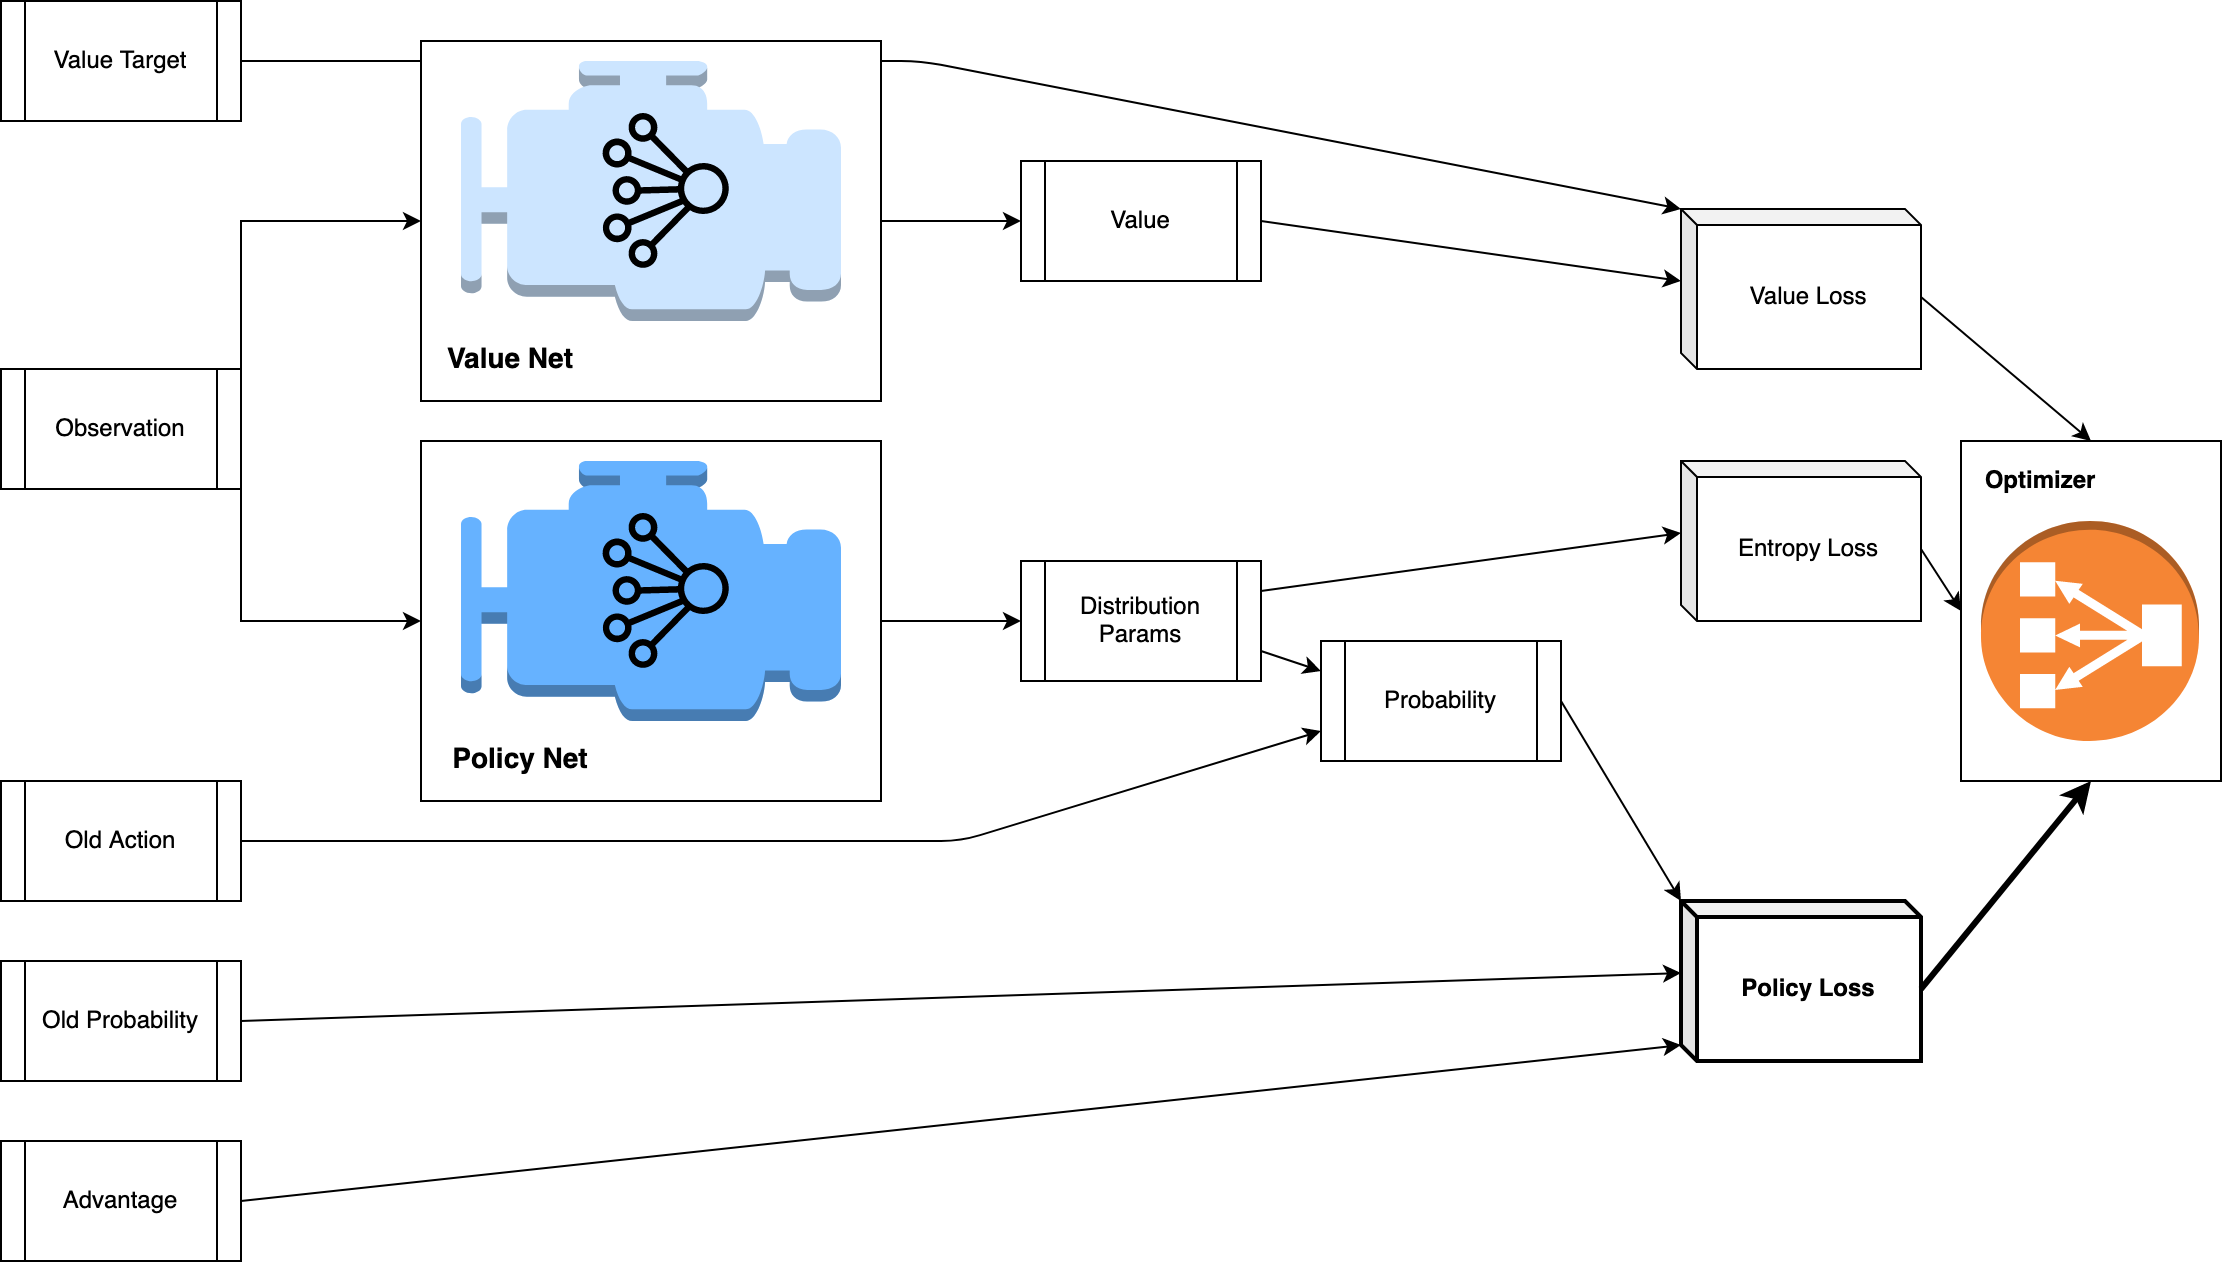 Value Target
Value
Value Loss
Value Net
Observation
Optimizer
Entropy Loss
Distribution
Params
Probability
Policy Net
Old Action
Policy Loss
Old Probability
Advantage